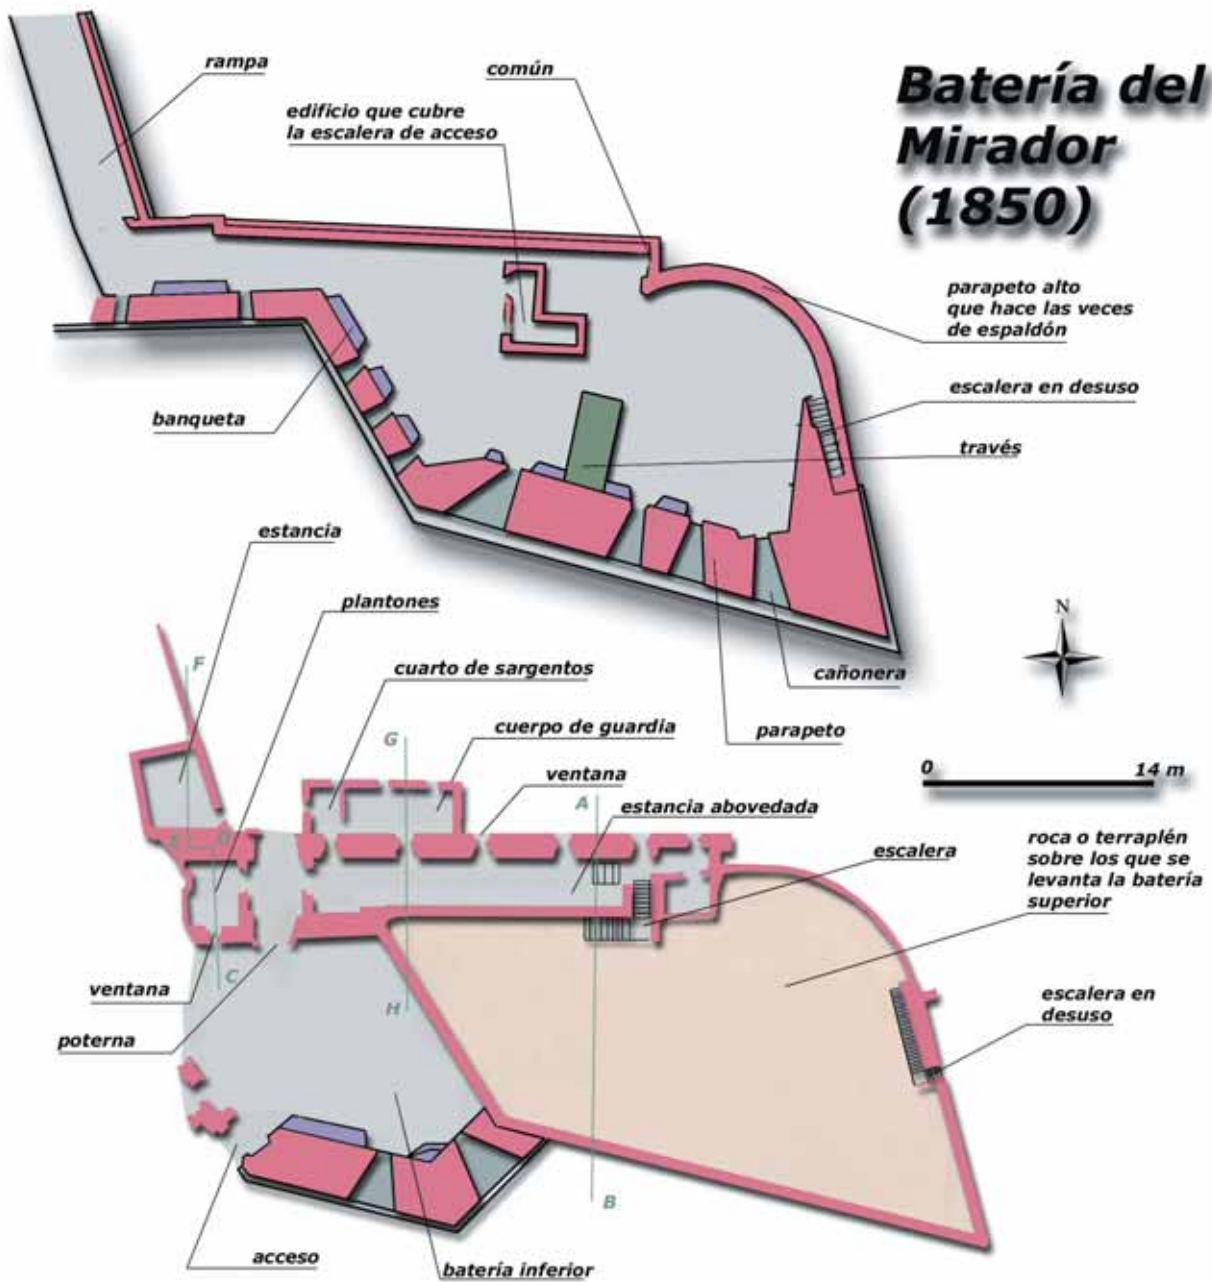 Batería del
Mirador
(1850)
rampa
común
edificio que cubre
la escalera de acceso
parapeto alto
que hace las veces
de espaldón
escalera en desuso
banqueta
través
estancia
plantones
cuarto de sargentos
cañonera
cuerpo de guardia
parapeto
ventana
estancia abovedada
escalera
N
0 14 m
roca o terraplén
sobre los que se
levanta la batería
superior
F
G
A
C
H
B
ventana
poterna
escalera en
desuso
acceso
batería inferior